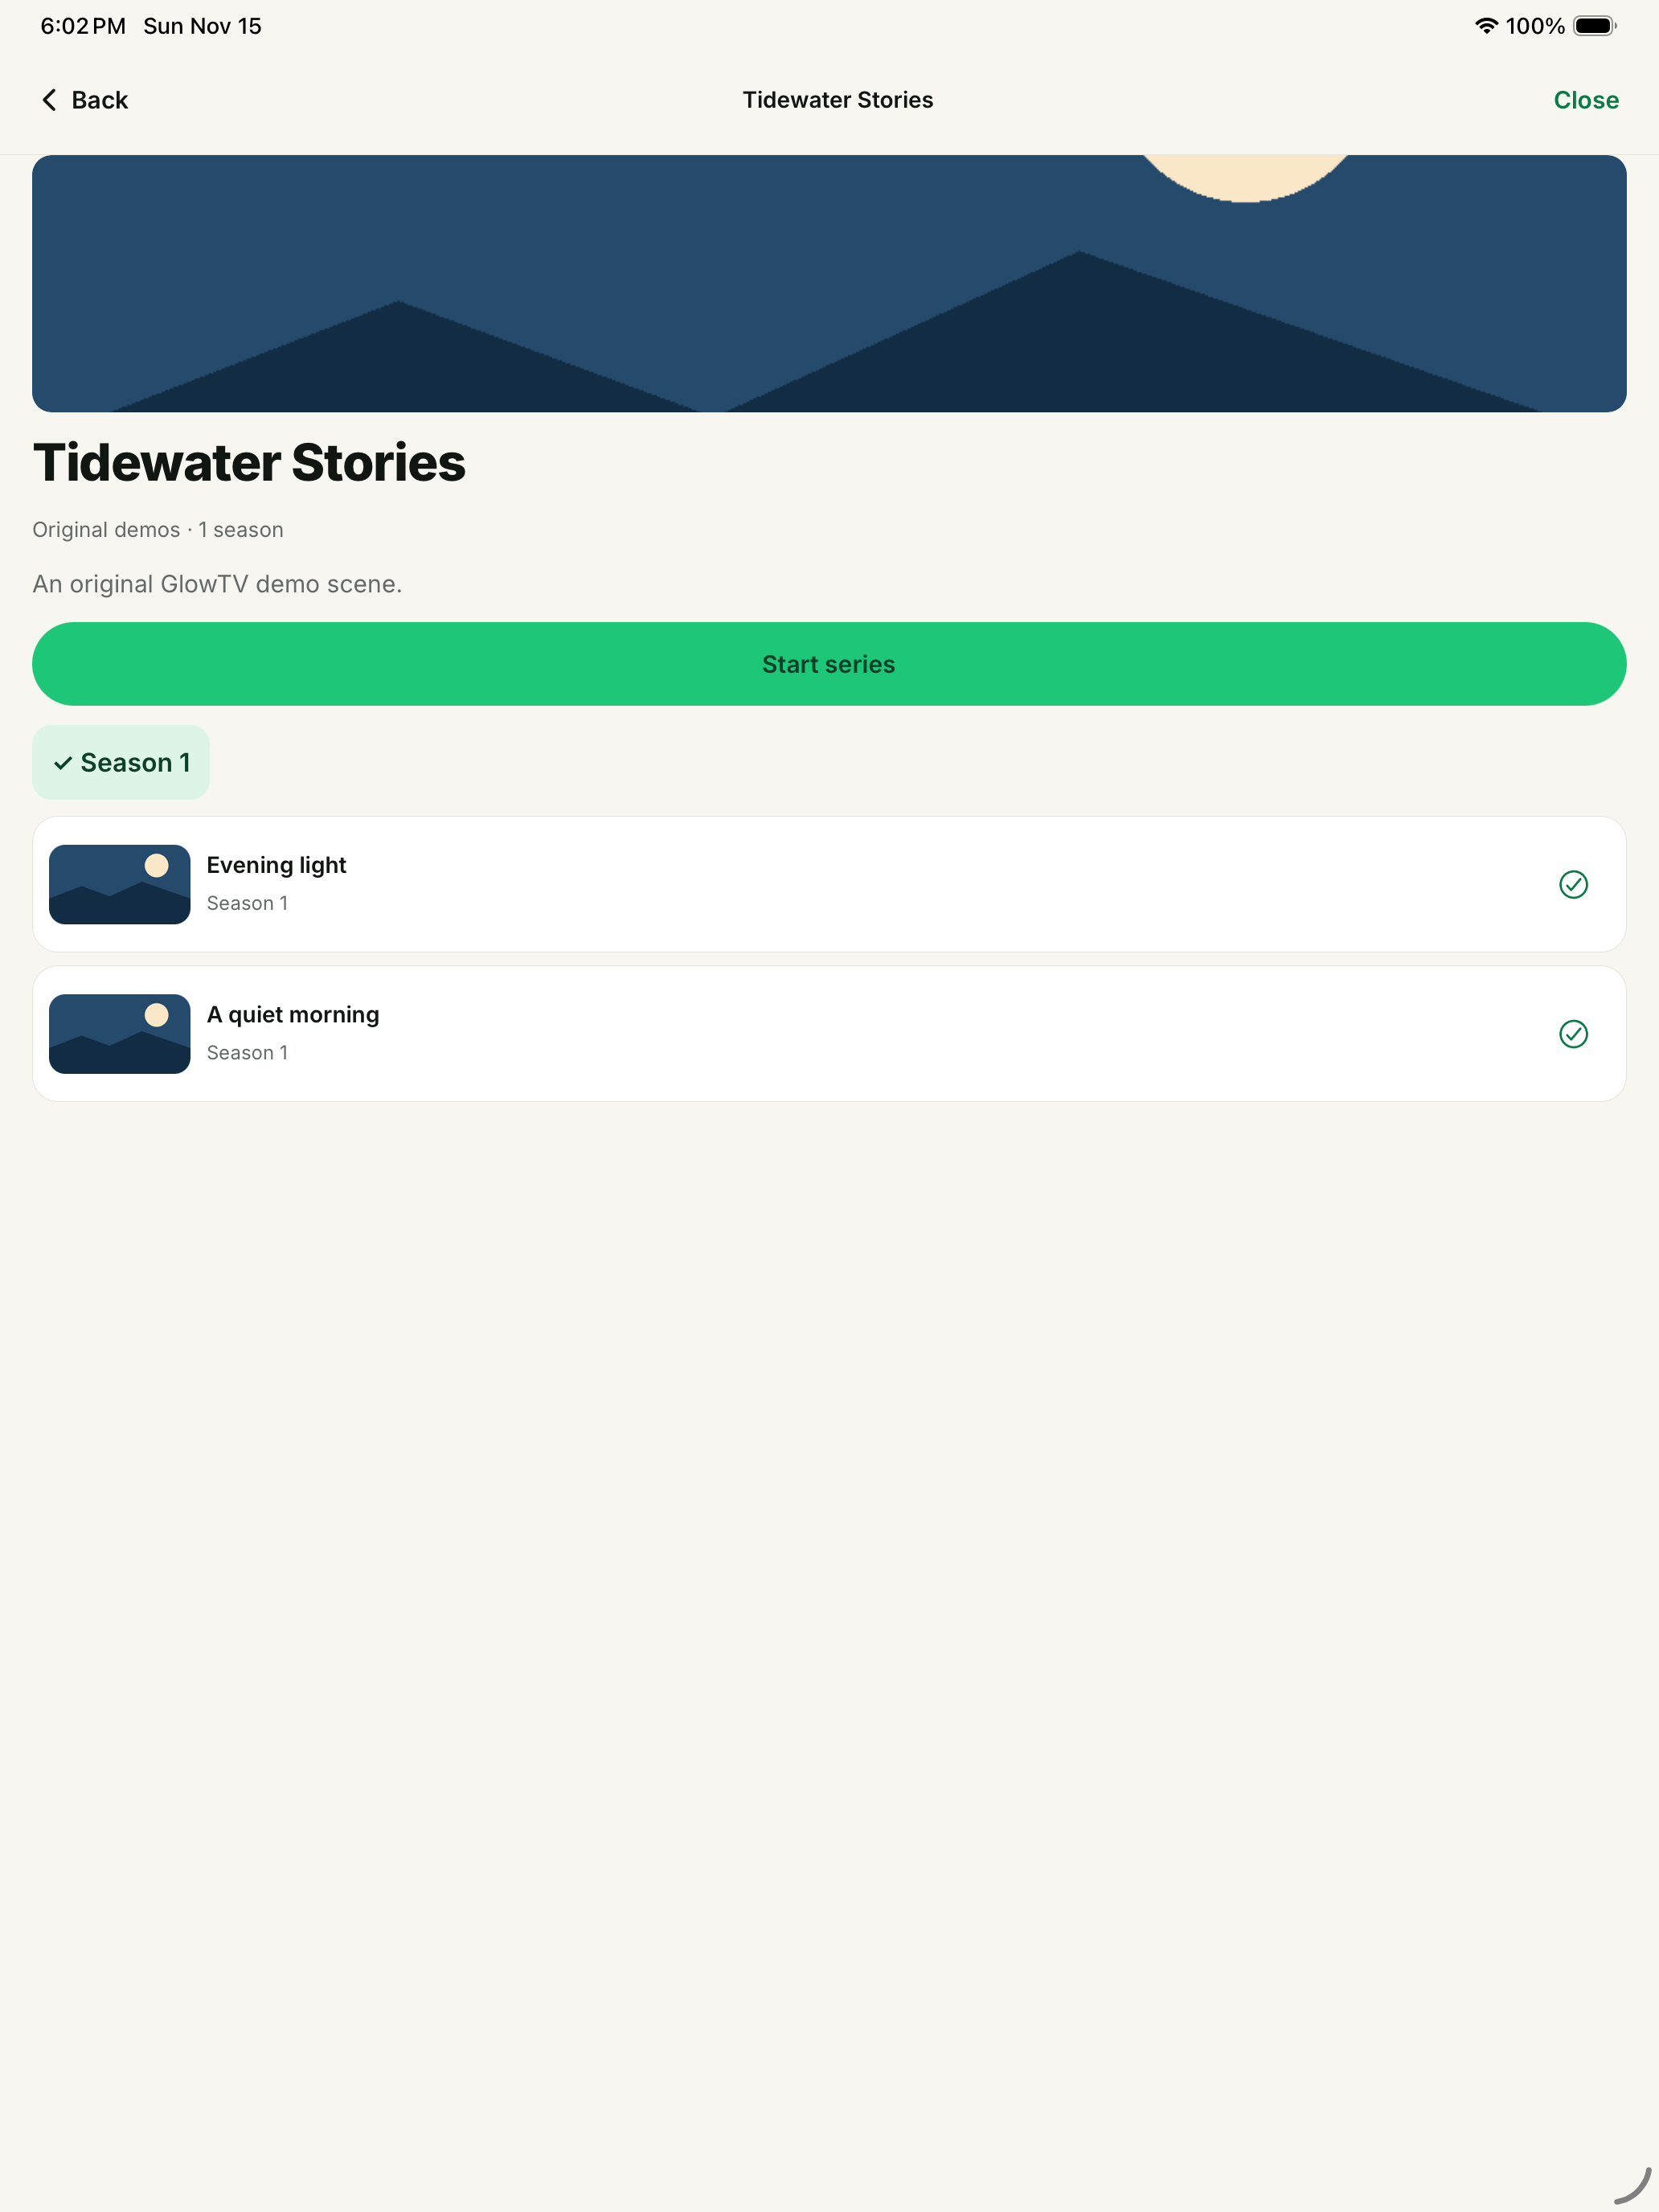 6:02 PM Sun Nov 15
100%
Back
Tidewater Stories
Close
Tidewater Stories
Original demos · 1 season
An original GlowTV demo scene.
Start series
Season 1
Evening light
Season 1
A quiet morning
Season 1